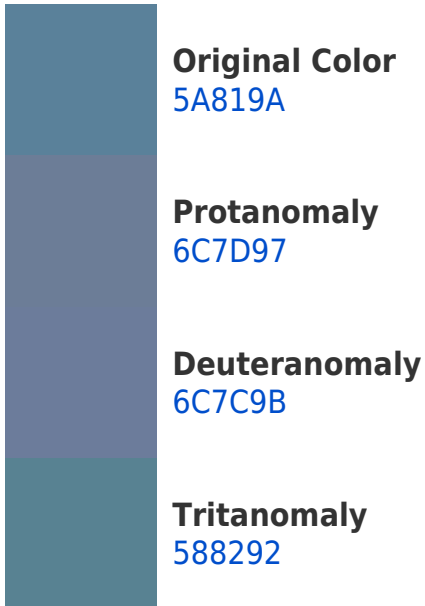 Original Color
5A819A
Protanomaly
6C7D97
Deuteranomaly
6C7C9B
Tritanomaly
588292